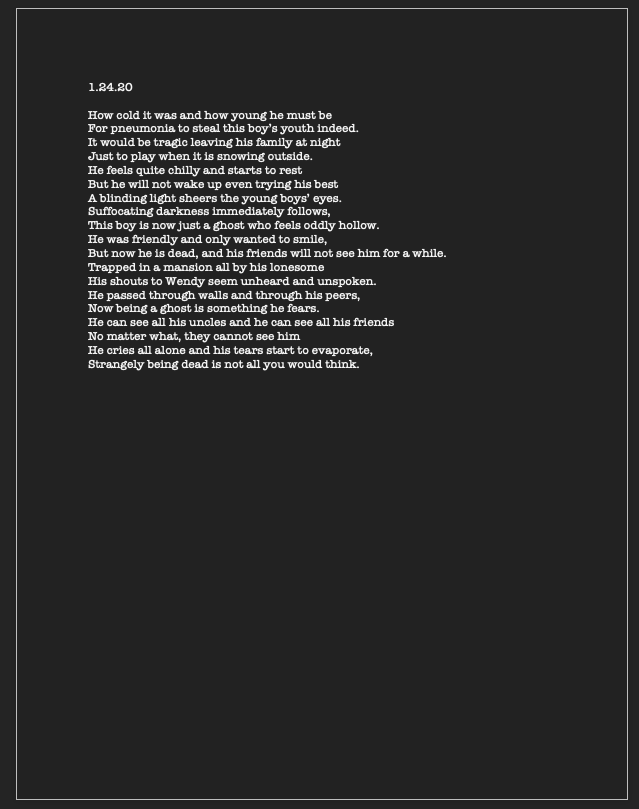 1.24.20
How cold it was and how young he must be
For pneumonia to steal this boy's youth indeed.
It would be tragic leaving his family at night
Just to play when it is snowing outside.
He feels quite chilly and starts to rest
But he will not wake up even trying his best
A blinding light sheers the young boys' eyes.
Suffocating darkness immediately follows,
This boy is now just a ghost who feels oddly hollow.
He was friendly and only wanted to smile,
But now he is dead, and his friends will not see him for a while.
Trapped in a mansion all by his lonesome
His shouts to Wendy seem unheard and unspoken.
He passed through walls and through his peers,
Now being a ghost is something he fears.
He can see all his uncles and he can see all his friends
No matter what, they cannot see him
He cries all alone and his tears start to evaporate,
Strangely being dead is not all you would think.